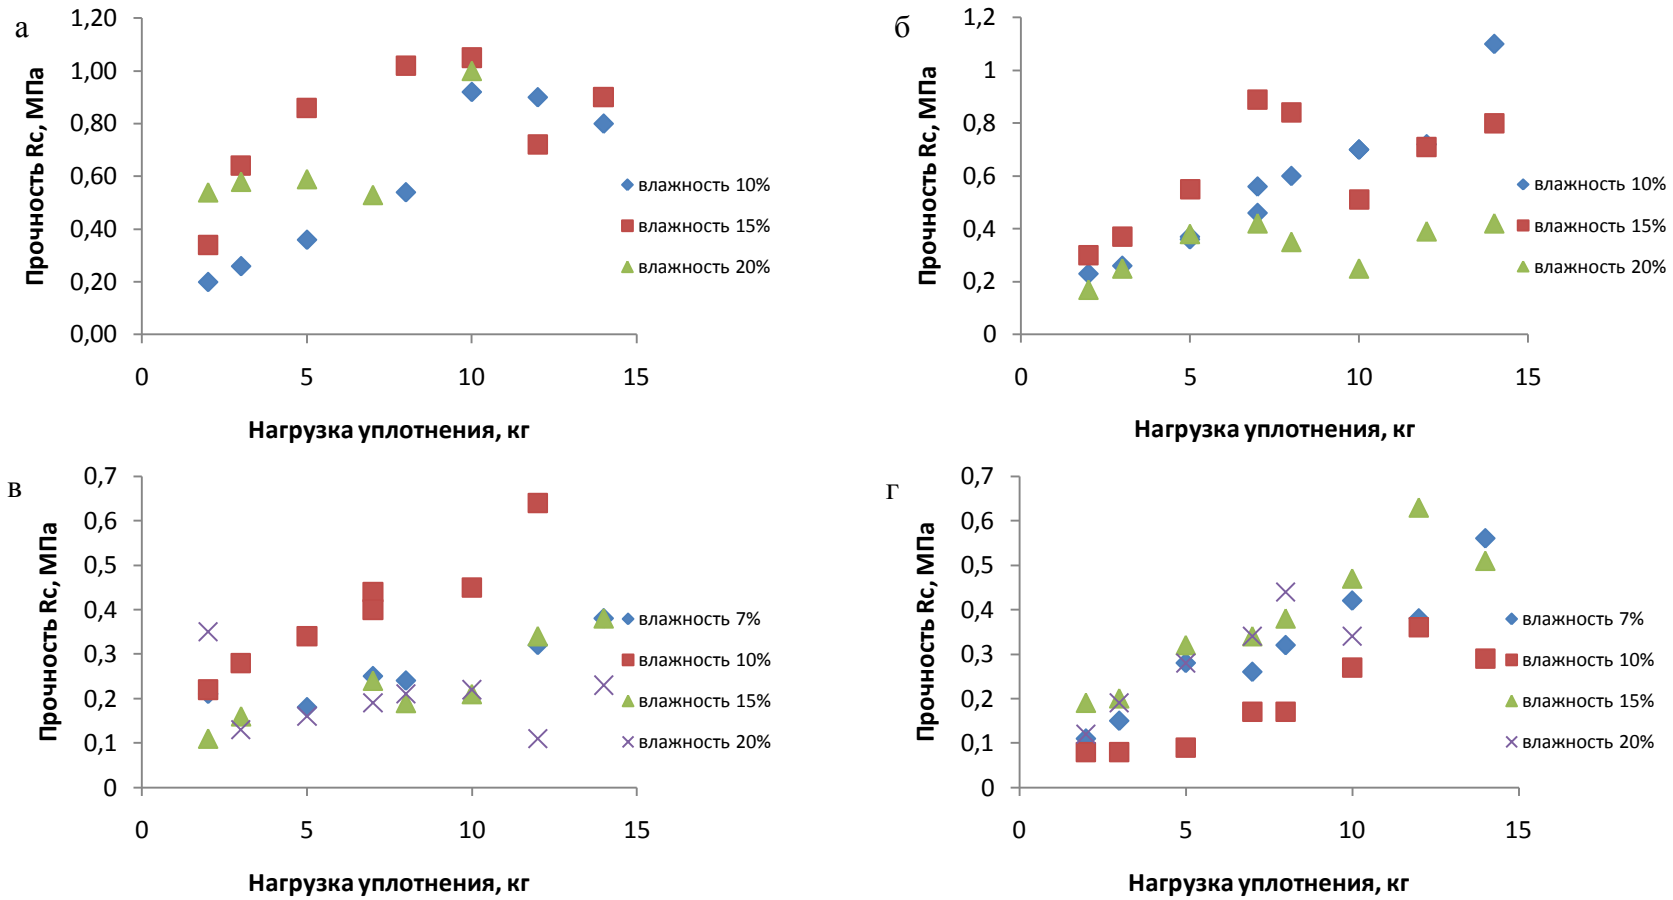 а
Прочность Rc, МПа
1,20
1,00
0,80
0,60
0,40
0,20
0,00
0
5
10
15
Нагрузка уплотнения, кг
влажность 10%
влажность 15%
влажность 20%
б
Прочность Rc, МПа
1,2
1
0,8
0,6
0,4
0,2
0
0
5
10
15
Нагрузка уплотнения, кг
влажность 10%
влажность 15%
влажность 20%
в
Прочность Rc, МПа
0,7
0,6
0,5
0,4
0,3
0,2
0,1
0
0
5
10
15
Нагрузка уплотнения, кг
влажность 7%
влажность 10%
влажность 15%
влажность 20%
г
Прочность Rc, МПа
0,7
0,6
0,5
0,4
0,3
0,2
0,1
0
0
5
10
15
Нагрузка уплотнения, кг
влажность 7%
влажность 10%
влажность 15%
влажность 20%